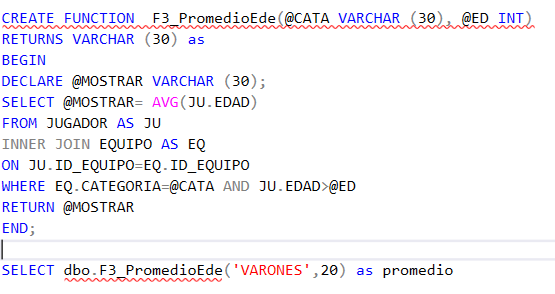 CREATE FUNCTION  F3_PromedioEde(@CATA VARCHAR (30), @ED INT)
RETURNS VARCHAR (30) as
BEGIN
DECLARE @MOSTRAR VARCHAR (30);
SELECT @MOSTRAR= AVG(JU.EDAD)
FROM JUGADOR AS JU
INNER JOIN EQUIPO AS EQ
ON JU.ID_EQUIPO=EQ.ID_EQUIPO
WHERE EQ.CATEGORIA=@CATA AND JU.EDAD>@ED
RETURN @MOSTRAR
END;
SELECT dbo.F3_PromedioEde('VARONES',20) as promedio